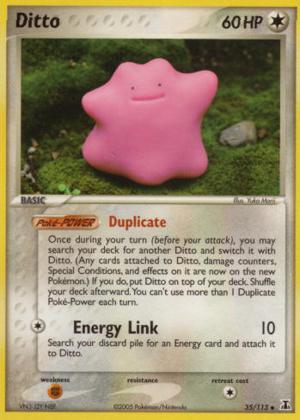 Ditto 60 HP
BASIC Illus. Yuka Morii
Poké-POWER Duplicate
Once during your turn (before your attack), you may
search your deck for another Ditto and switch it with
Ditto. (Any cards attached to Ditto, damage counters,
Special Conditions, and effects on it are now on the new
Pokémon.) If you do, put Ditto on top of your deck. Shuffle
your deck afterward. You can't use more than 1 Duplicate
Poké-Power each turn.
Energy Link 10
Search your discard pile for an Energy card and attach it
to Ditto.
weakness resistance retreat cost
©2005 Pokémon/Nintendo 35/113